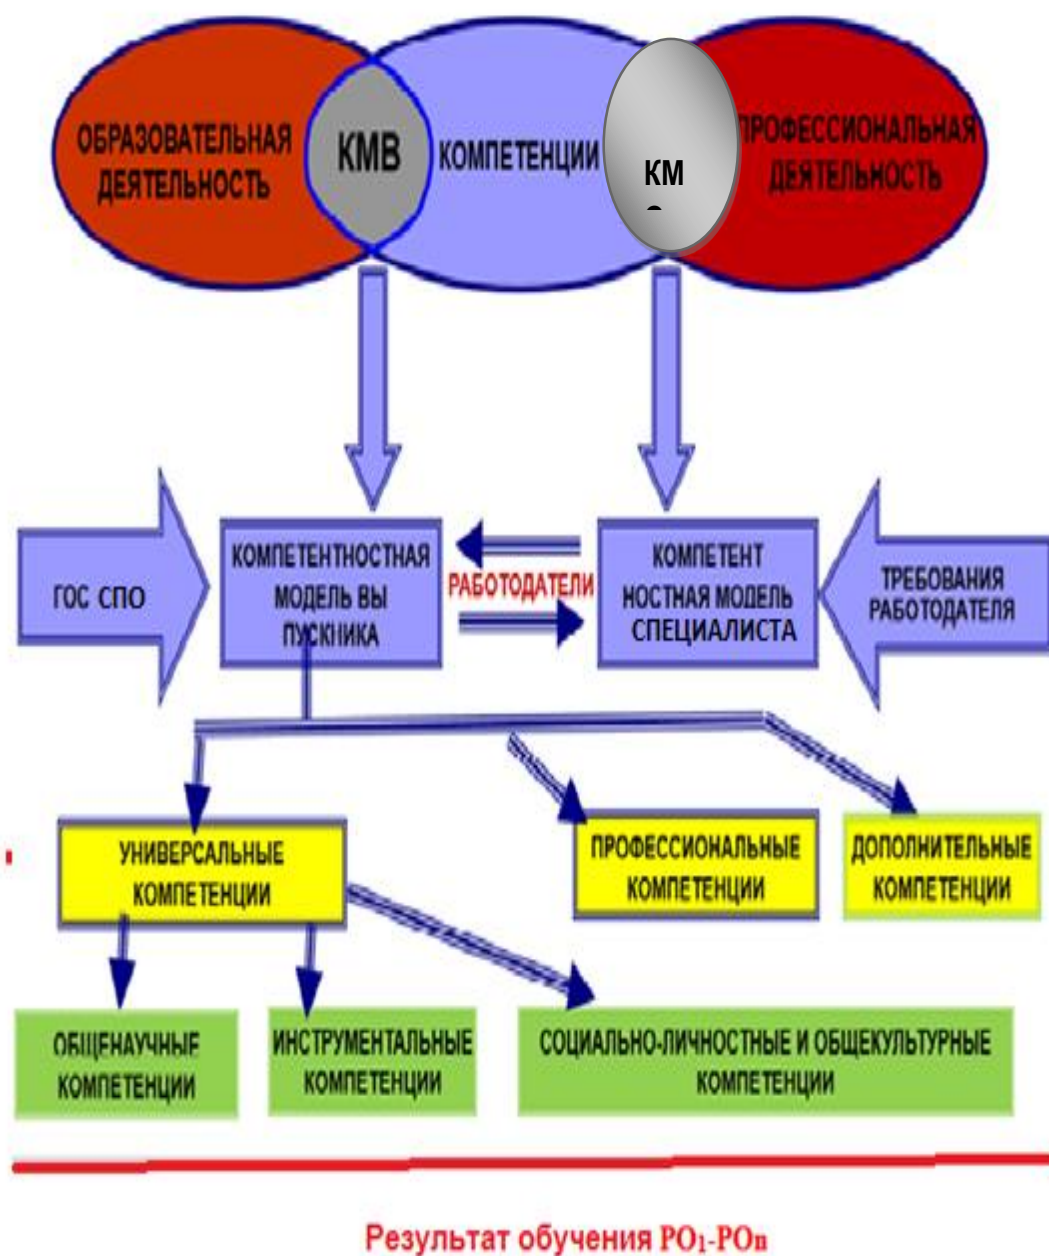 ОБРАЗОВАТЕЛЬНАЯ
ДЕЯТЕЛЬНОСТЬ
КМВ
КОМПЕТЕНЦИИ
КМ
ПРОФЕССИОНАЛЬНАЯ
ДЕЯТЕЛЬНОСТЬ
ГОС СПО
КОМПЕТЕНТНОСТНАЯ
МОДЕЛЬ ВЫ
ПУСКНИКА
РАБОТОДАТЕЛИ
КОМПЕТЕНТ
НОСТНАЯ МОДЕЛЬ
СПЕЦИАЛИСТА
ТРЕБОВАНИЯ
РАБОТОДАТЕЛЯ
УНИВЕРСАЛЬНЫЕ
КОМПЕТЕНЦИИ
ПРОФЕССИОНАЛЬНЫЕ
КОМПЕТЕНЦИИ
ДОПОЛНИТЕЛЬНЫЕ
КОМПЕТЕНЦИИ
ОБЩЕНАУЧНЫЕ
КОМПЕТЕНЦИИ
ИНСТРУМЕНТАЛЬНЫЕ
КОМПЕТЕНЦИИ
СОЦИАЛЬНО-ЛИЧНОСТНЫЕ И ОБЩЕКУЛЬТУРНЫЕ
КОМПЕТЕНЦИИ
Результат обучения РО1-РОn